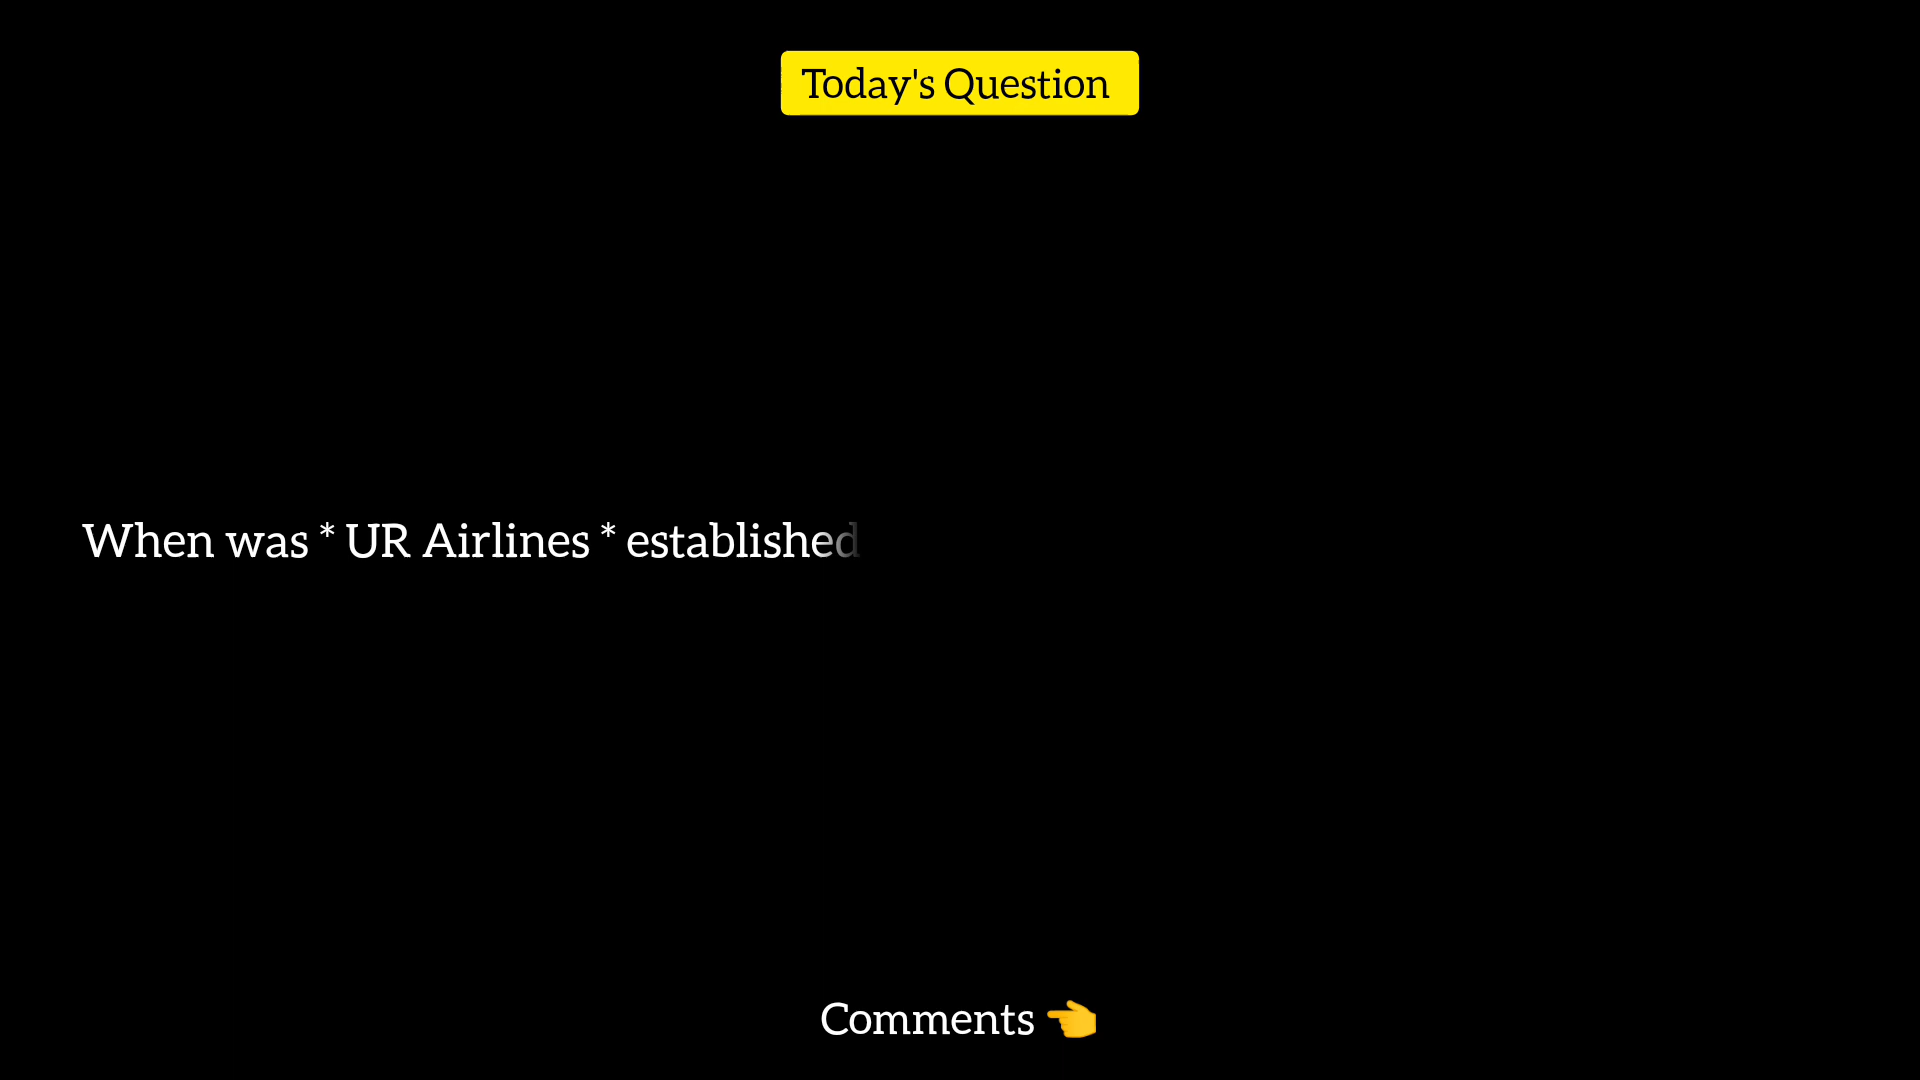 Today's Question
When was * UR Airlines * established
Comments 👈